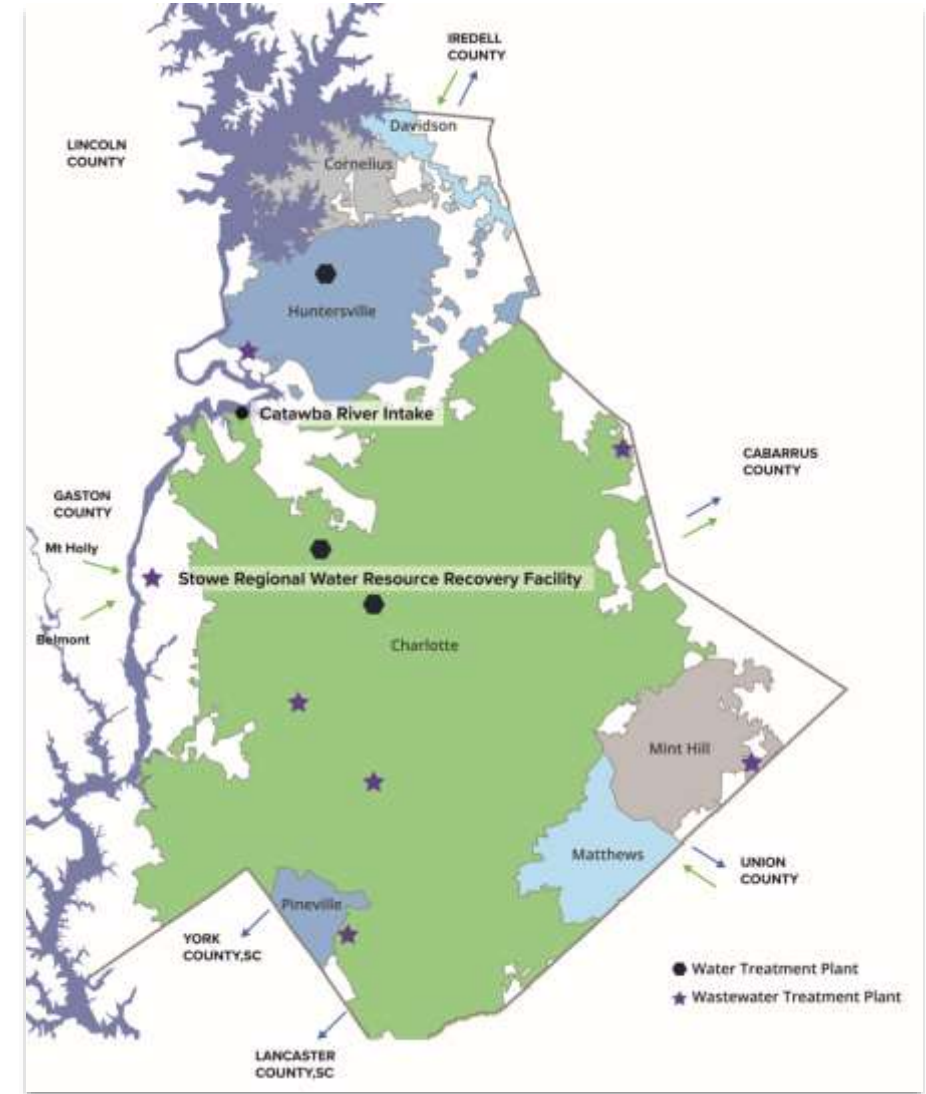 IREDELL
COUNTY
Davidson
LINCOLN
COUNTY
Cornelius
Huntersville
Catawba River Intake
CABARRUS
COUNTY
GASTON
COUNTY
Mt Holly
Stowe Regional Water Resource Recovery Facility
Belmont
Charlotte
Mint Hill
Matthews
UNION
COUNTY
Pineville
YORK
COUNTY,SC
Water Treatment Plant
Wastewater Treatment Plant
LANCASTER
COUNTY,SC